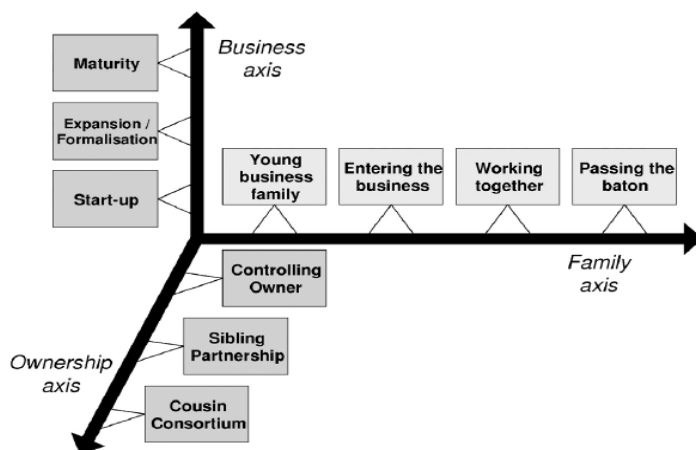 Business
axis
Maturity
Expansion /
Formalisation
Start-up
Young
business
family
Entering the
business
Working
together
Passing the
baton
Family
axis
Controlling
Owner
Sibling
Partnership
Ownership
axis
Cousin
Consortium